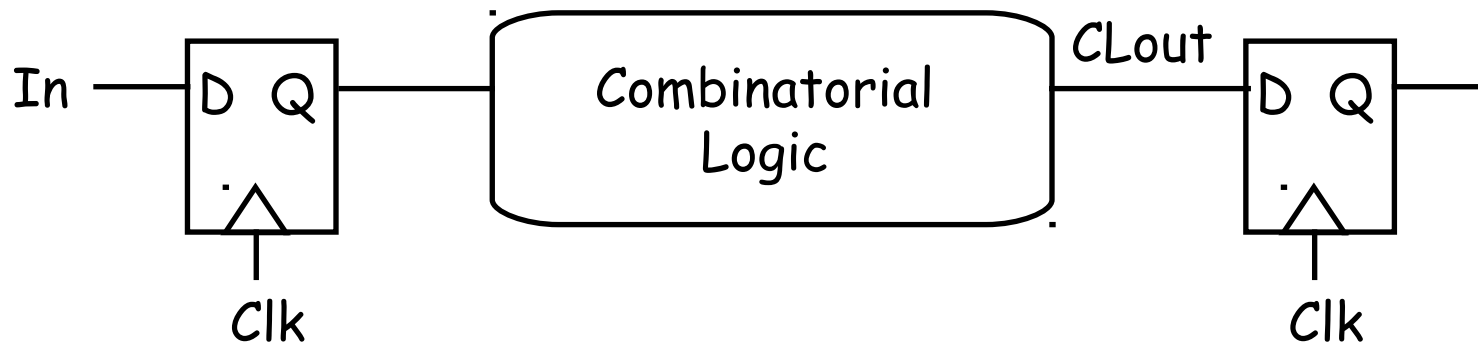 In
D Q
Clk
Combinatorial
Logic
CLout
D Q
Clk